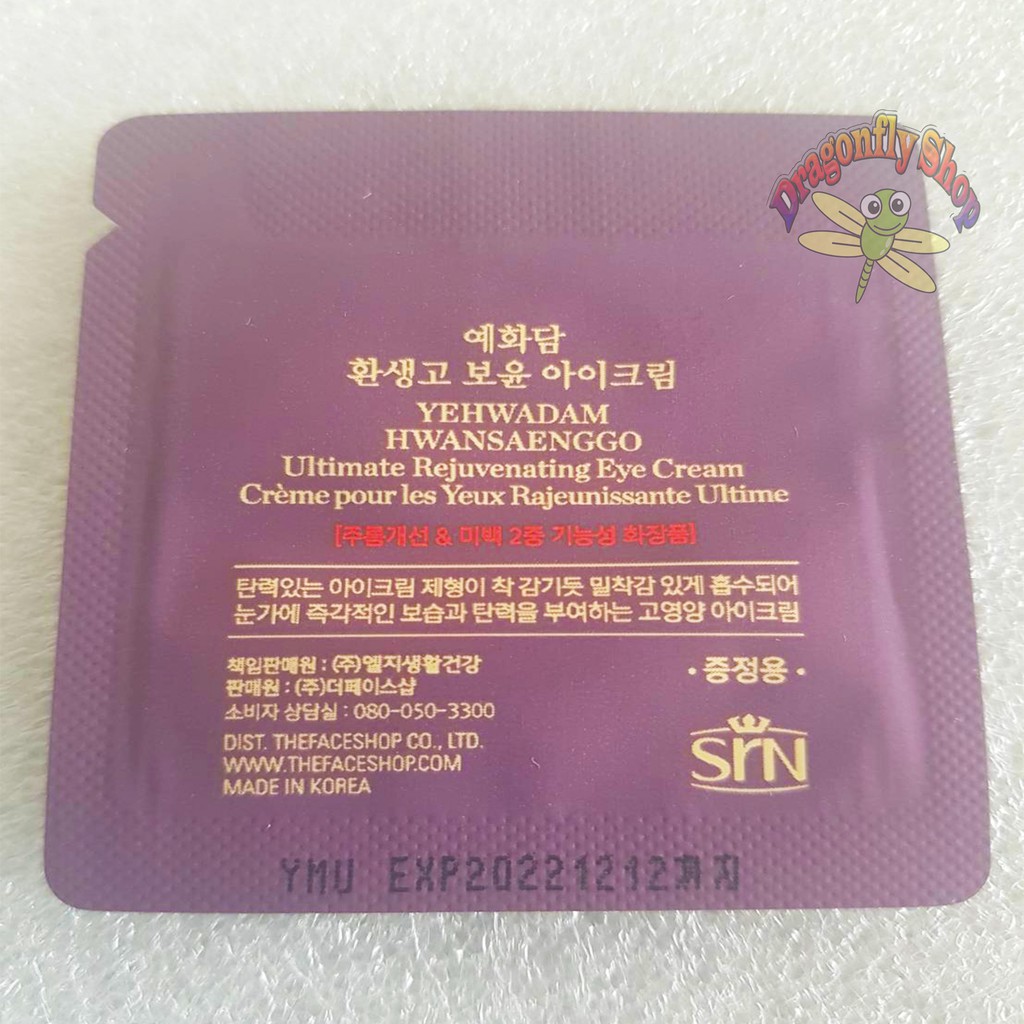 Dragonfly Shop
예화담
환생고 보윤 아이크림
YEHWADAM
HWANSAENGGO
Ultimate Rejuvenating Eye Cream
Crème pour les Yeux Rajeunissante Ultime
[주름개선 & 미백 2중 기능성 화장품]
탄력있는 아이크림 제형이 착 감기듯 밀착감 있게 흡수되어
눈가에 즉각적인 보습과 탄력을 부여하는 고영양 아이크림
책임판매원 : (주)엘지생활건강
판매원 : (주)더페이스샵
소비자 상담실 : 080-050-3300
DIST. THEFACESHOP CO., LTD.
WWW.THEFACESHOP.COM
MADE IN KOREA
· 증정용 ·
SrN
YMU EXP20221212까지